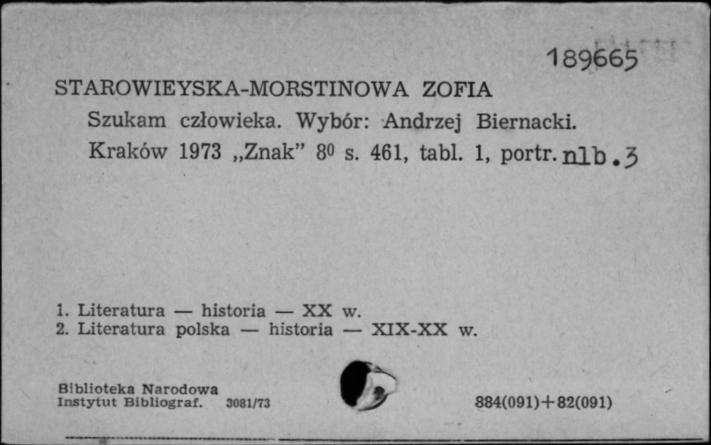 189665
STAROWIEYSKA-MORSTINOWA ZOFIA
Szukam człowieka. Wybór: Andrzej Biernacki.
Kraków 1973 „Znak” 8⁰ s. 461, tabl. 1, portr. nlb. 3
1. Literatura — historia — XX w.
2. Literatura polska — historia — XIX-XX w.
Biblioteka Narodowa
Instytut Bibliograf. 3081/73
884(091)+82(091)